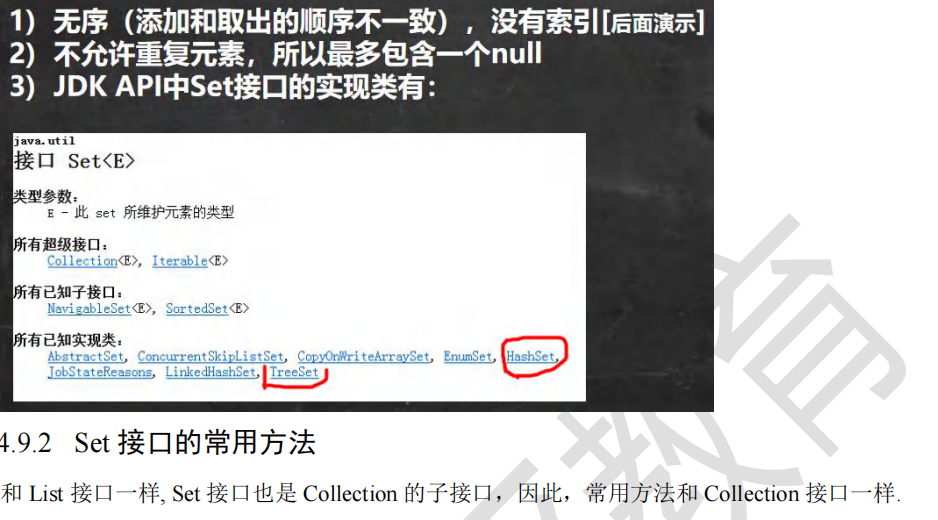 1）无序（添加和取出的顺序不一致），没有索引[后面演示]
2）不允许重复元素，所以最多包含一个null
3）JDK API中Set接口的实现类有：
java.util
接口 Set<E>
类型参数：
E - 此 set 所维护元素的类型
所有超级接口：
Collection<E>, Iterable<E>
所有已知子接口：
NavigableSet<E>, SortedSet<E>
所有已知实现类：
AbstractSet, ConcurrentSkipListSet, CopyOnWriteArraySet, EnumSet, HashSet,
JobStateReasons, LinkedHashSet, TreeSet
4.9.2 Set 接口的常用方法
和 List 接口一样, Set 接口也是 Collection 的子接口，因此，常用方法和 Collection 接口一样.
教育